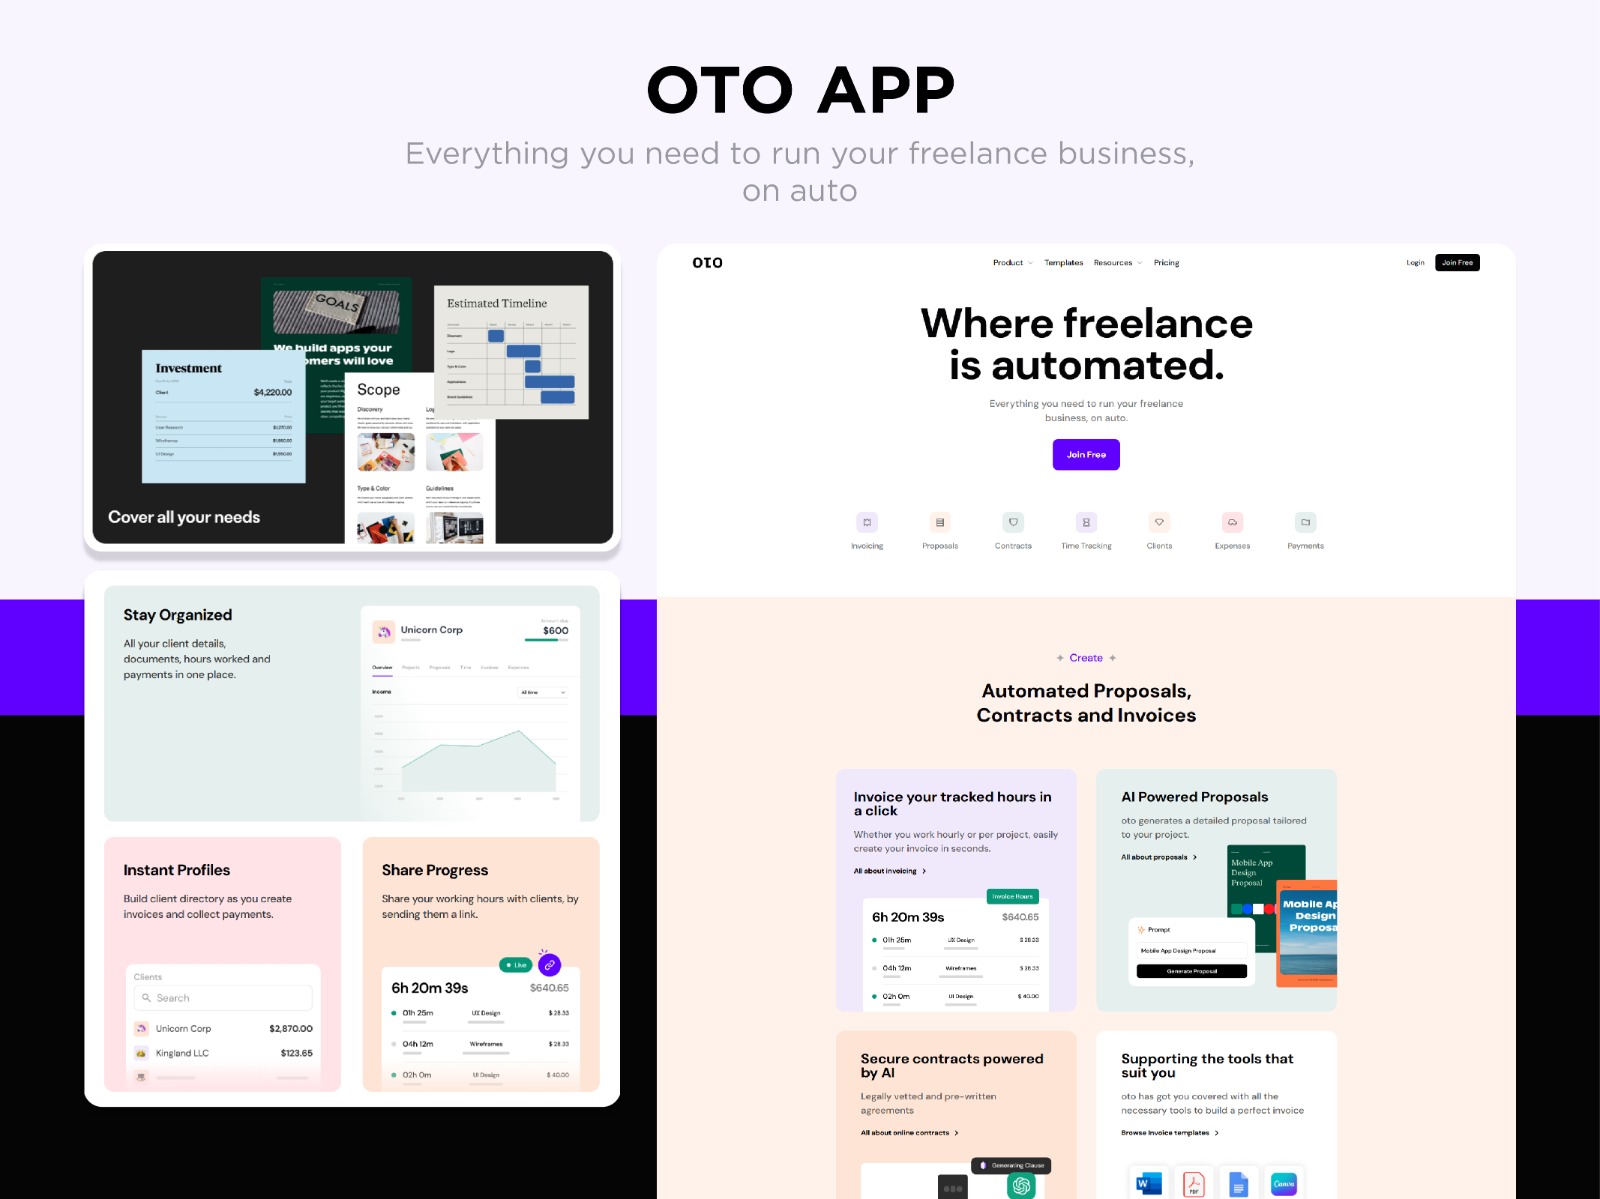 OTO APP
Everything you need to run your freelance business,
on auto
GOALS
We build apps your
omers will love
Estimated Timeline
Investment
Client
$4,220.00
User Research
Wireframe
UI Design
Scope
Discovery
Type & Color
Guidelines
Cover all your needs
Stay Organized
All your client details,
documents, hours worked and
payments in one place.
Unicorn Corp
Amount due
$600
Overview Projects Proposals Time Invoices Expenses
Income
All time
Instant Profiles
Build client directory as you create
invoices and collect payments.
Clients
Search
Unicorn Corp $2,870.00
Kingland LLC $123.65
Share Progress
Share your working hours with clients, by
sending them a link.
Live
6h 20m 39s $640.65
01h 25m UX Design $ 28.33
04h 12m Wireframes $ 28.33
02h 0m UI Design $ 40.00
OTO
Product Templates Resources Pricing
Login Join Free
Where freelance
is automated.
Everything you need to run your freelance
business, on auto.
Join Free
Invoicing Proposals Contracts Time Tracking Clients Expenses Payments
Create
Automated Proposals,
Contracts and Invoices
Invoice your tracked hours in
a click
Whether you work hourly or per project, easily
create your invoice in seconds.
All about invoicing
Invoice Hours
6h 20m 39s $640.65
01h 25m UX Design $ 28.33
04h 12m Wireframes $ 28.33
02h 0m UI Design $ 40.00
AI Powered Proposals
oto generates a detailed proposal tailored
to your project.
All about proposals
Mobile App
Design
Proposal
Mobile Ap
Design
Proposa
Prompt
Mobile App Design Proposal
Generate Proposal
Secure contracts powered
by AI
Legally vetted and pre-written
agreements
All about online contracts
Generating Clause
Supporting the tools that
suit you
oto has got you covered with all the
necessary tools to build a perfect invoice
Browse Invoice templates
W
PDF
Canva